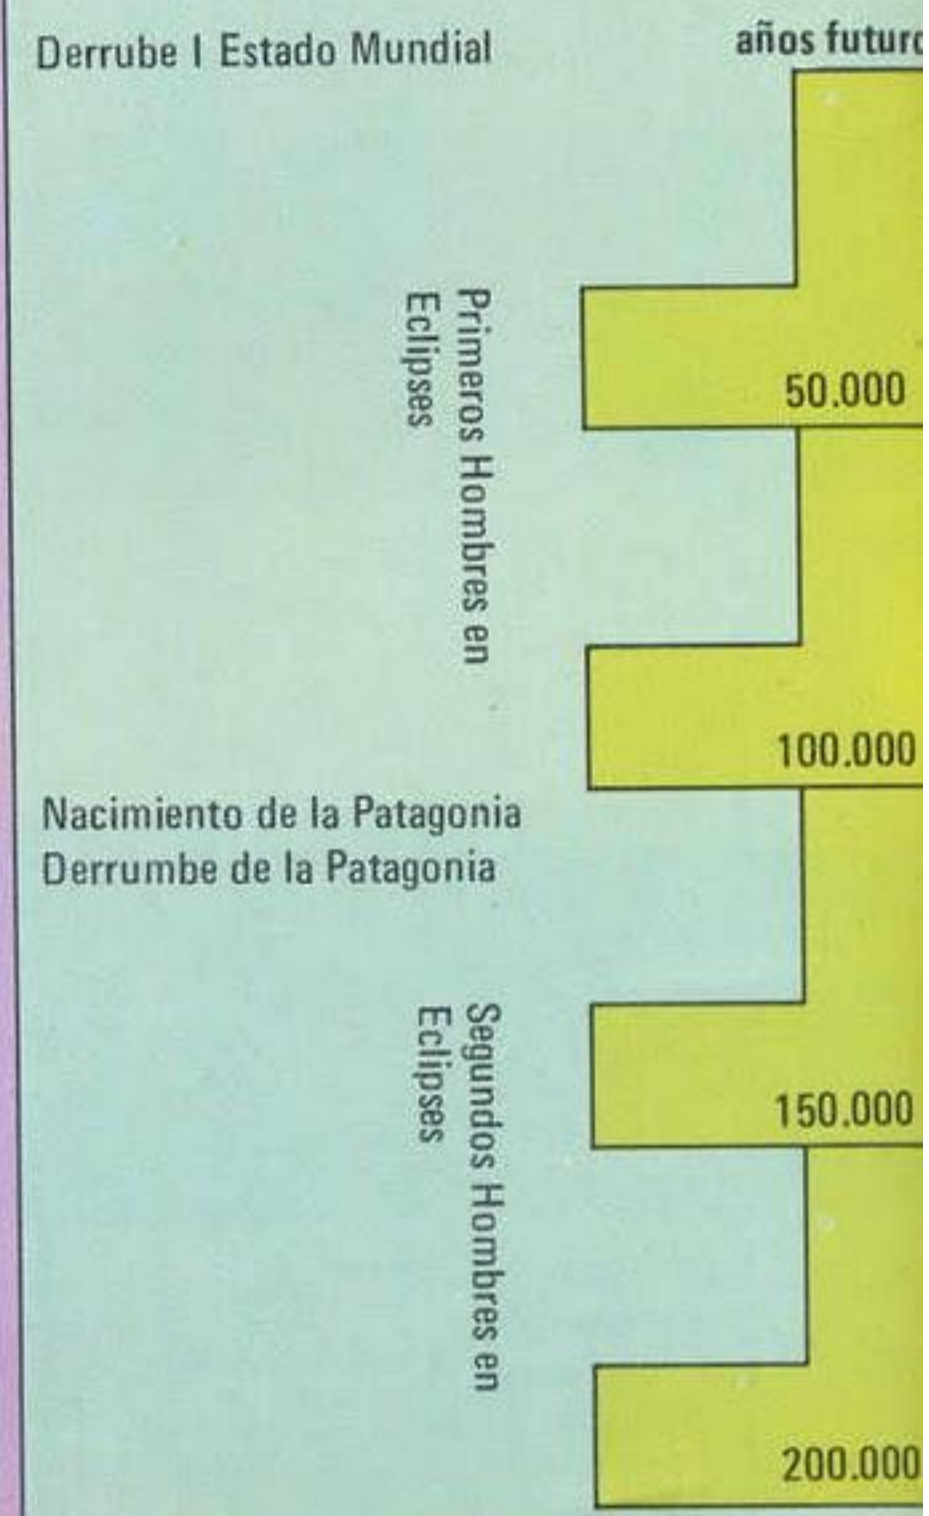 Derrube I Estado Mundial
años futuro
Primeros Hombres en
Eclipses
50.000
100.000
Nacimiento de la Patagonia
Derrumbe de la Patagonia
Segundos Hombres en
Eclipses
150.000
200.000